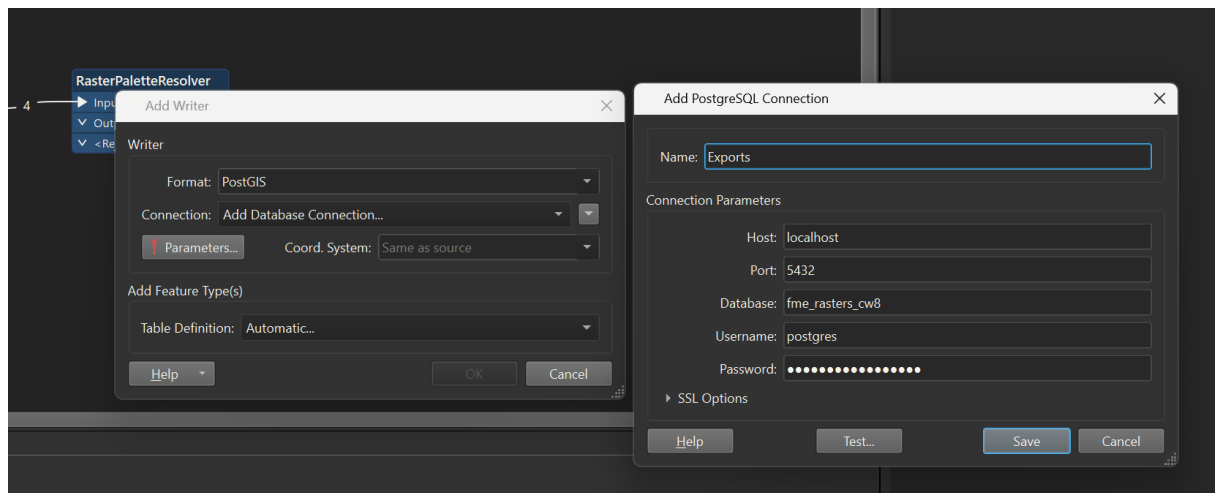 RasterPaletteResolver
4
Inpu
Out
<Re
Add Writer
Writer
Format: PostGIS
Connection: Add Database Connection...
Parameters... Coord. System: Same as source
Add Feature Type(s)
Table Definition: Automatic...
Help OK Cancel
Add PostgreSQL Connection
Name: Exports
Connection Parameters
Host: localhost
Port: 5432
Database: fme_rasters_cw8
Username: postgres
Password: ●●●●●●●●●●●●●●●●●
SSL Options
Help Test... Save Cancel